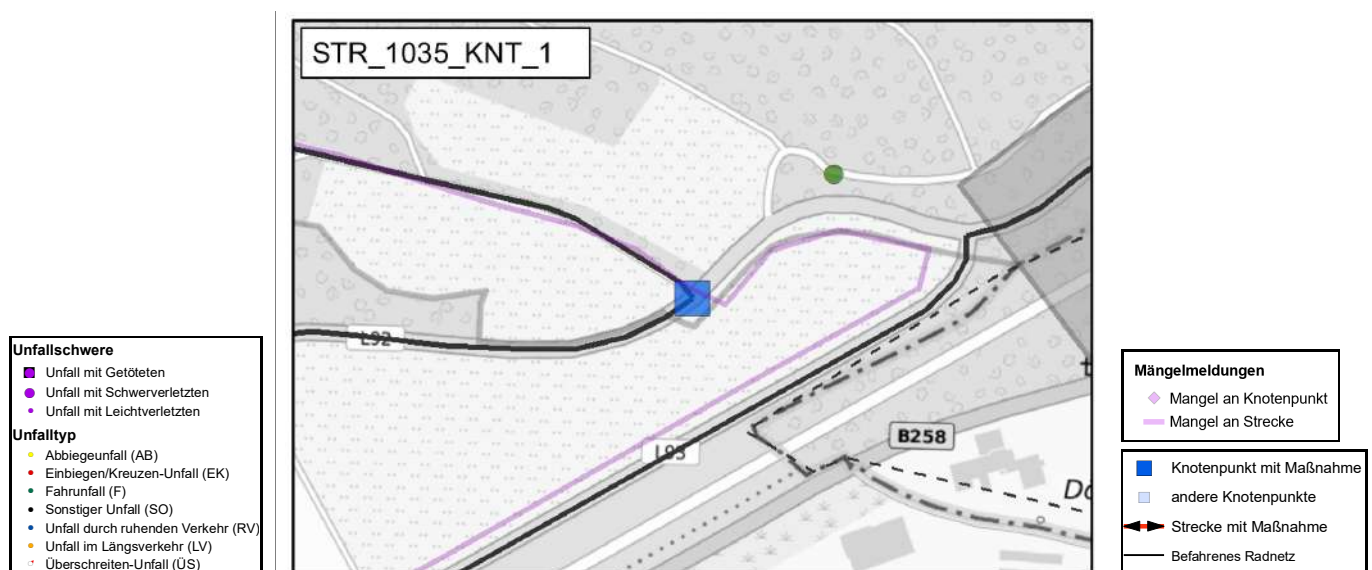 STR_1035_KNT_1
L92
L93
B258
Unfallschwere
Unfall mit Getöteten
Unfall mit Schwerverletzten
Unfall mit Leichtverletzten
Unfalltyp
Abbiegeunfall (AB)
Einbiegen/Kreuzen-Unfall (EK)
Fahrunfall (F)
Sonstiger Unfall (SO)
Unfall durch ruhenden Verkehr (RV)
Unfall im Längsverkehr (LV)
Überschreiten-Unfall (ÜS)
Mängelmeldungen
Mangel an Knotenpunkt
Mangel an Strecke
Knotenpunkt mit Maßnahme
andere Knotenpunkte
Strecke mit Maßnahme
Befahrenes Radnetz